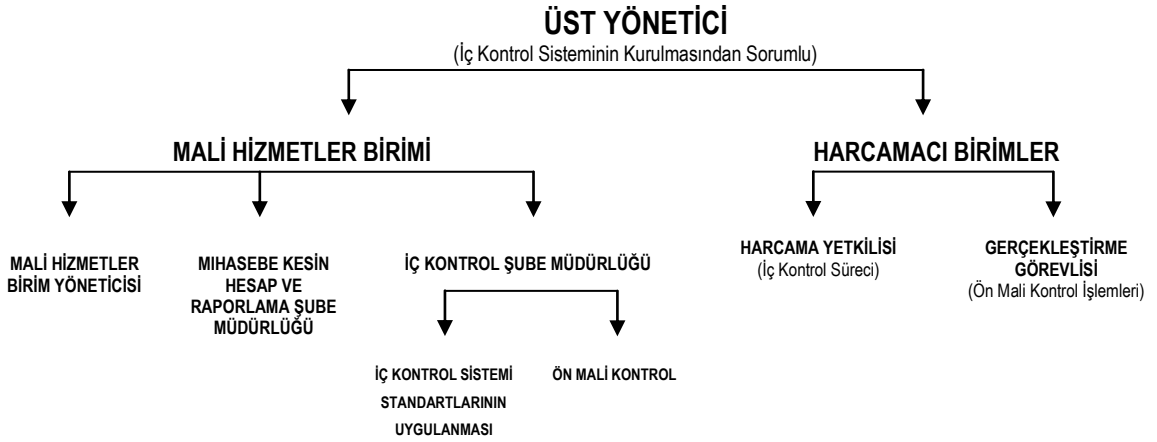 ÜST YÖNETİCİ
(İç Kontrol Sisteminin Kurulmasından Sorumlu)
MALİ HİZMETLER BİRİMİ
HARCAMACI BİRİMLER
MALİ HİZMETLER
BİRİM YÖNETİCİSİ
MIHASEBE KESİN
HESAP VE
RAPORLAMA ŞUBE
MÜDÜRLÜĞÜ
İÇ KONTROL ŞUBE MÜDÜRLÜĞÜ
HARCAMA YETKİLİSİ
(İç Kontrol Süreci)
GERÇEKLEŞTİRME
GÖREVLİSİ
(Ön Mali Kontrol İşlemleri)
İÇ KONTROL SİSTEMİ
STANDARTLARININ
UYGULANMASI
ÖN MALİ KONTROL